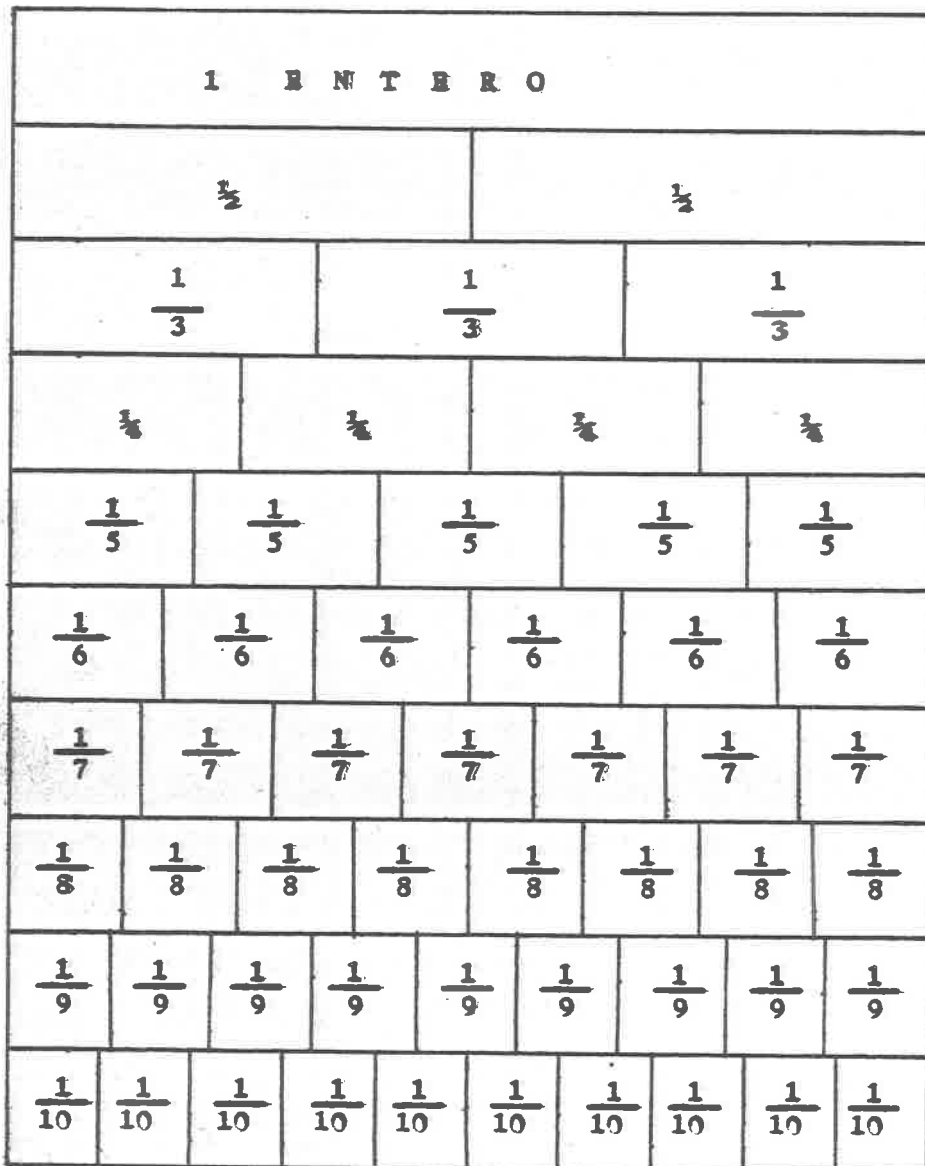 1 ENTERO
½ ½
1/3 1/3 1/3
¼ ¼ ¼ ¼
1/5 1/5 1/5 1/5 1/5
1/6 1/6 1/6 1/6 1/6 1/6
1/7 1/7 1/7 1/7 1/7 1/7 1/7
1/8 1/8 1/8 1/8 1/8 1/8 1/8 1/8
1/9 1/9 1/9 1/9 1/9 1/9 1/9 1/9 1/9
1/10 1/10 1/10 1/10 1/10 1/10 1/10 1/10 1/10 1/10